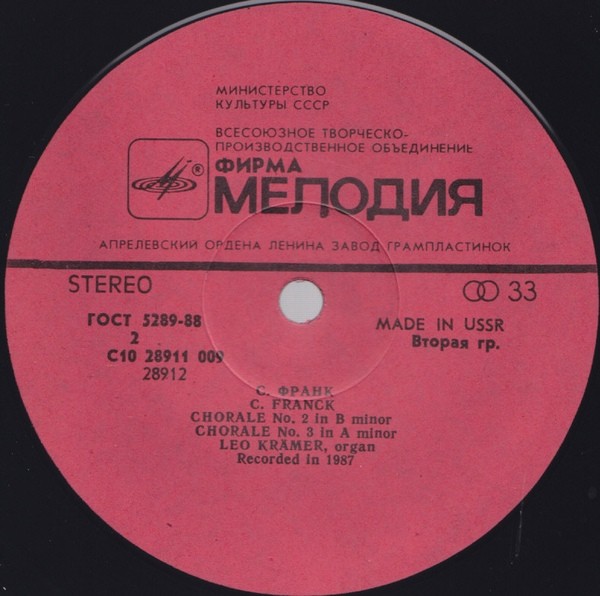 МИНИСТЕРСТВО
КУЛЬТУРЫ СССР
ВСЕСОЮЗНОЕ ТВОРЧЕСКО-
ПРОИЗВОДСТВЕННОЕ ОБЪЕДИНЕНИЕ
ФИРМА
®
МЕЛОДИЯ
АПРЕЛЕВСКИЙ ОРДЕНА ЛЕНИНА ЗАВОД ГРАМПЛАСТИНОК
STEREO
33
ГОСТ 5289-88
MADE IN USSR
2
Вторая гр.
С10 28911 009
28912
С. ФРАНК
C. FRANCK
CHORALE No. 2 in B minor
CHORALE No. 3 in A minor
LEO KRÄMER, organ
Recorded in 1987